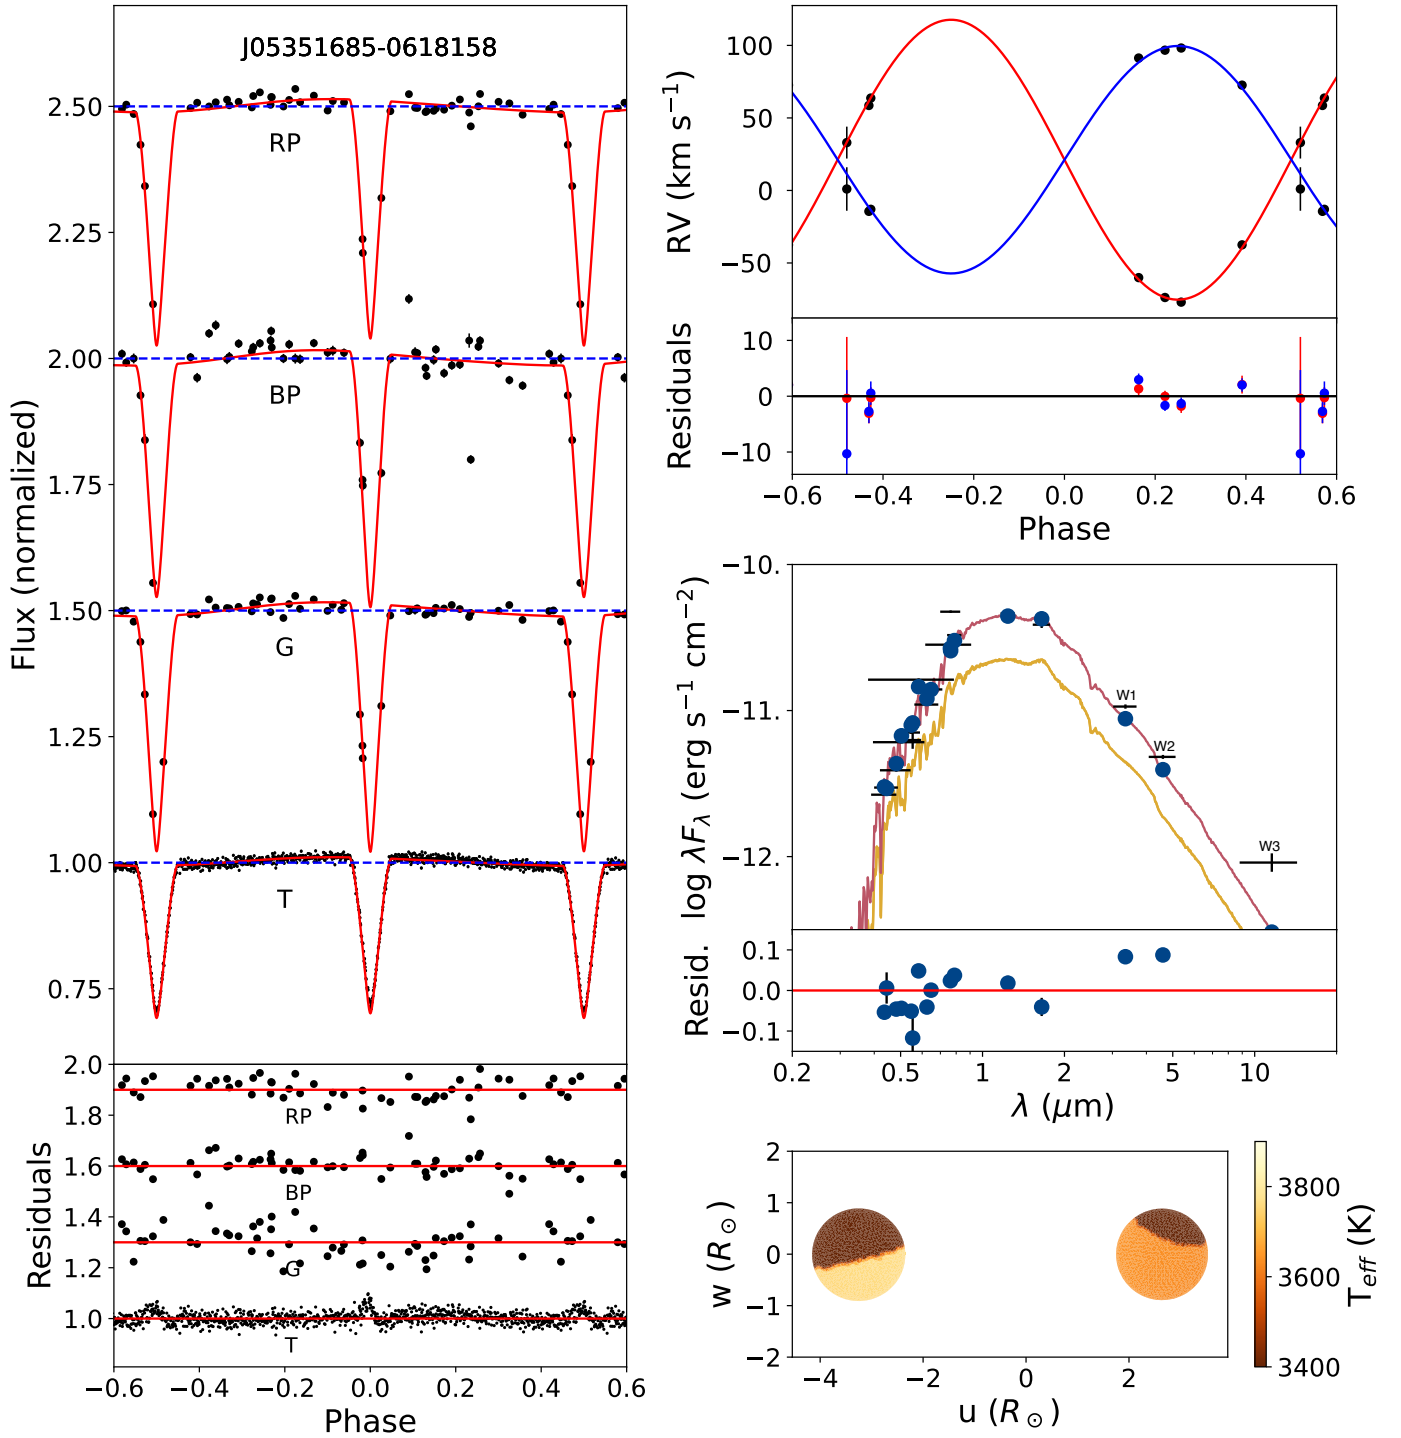 J05351685-0618158
Flux (normalized)
2.50
2.25
2.00
1.75
1.50
1.25
1.00
0.75
RP
BP
G
T
Residuals
2.0
1.8
1.6
1.4
1.2
1.0
RP
BP
G
T
−0.6 −0.4 −0.2 0.0 0.2 0.4 0.6
Phase
RV (km s⁻¹)
100
50
0
−50
Residuals
10
0
−10
−0.6 −0.4 −0.2 0.0 0.2 0.4 0.6
Phase
log λF_λ (erg s⁻¹ cm⁻²)
−10.
−11.
−12.
W1
W2
W3
Resid.
0.1
0.0
−0.1
0.2 0.5 1 2 5 10
λ (μm)
w (R_⊙)
2
1
0
−1
−2
−4 −2 0 2
u (R_⊙)
3800
3600
3400
T_eff (K)